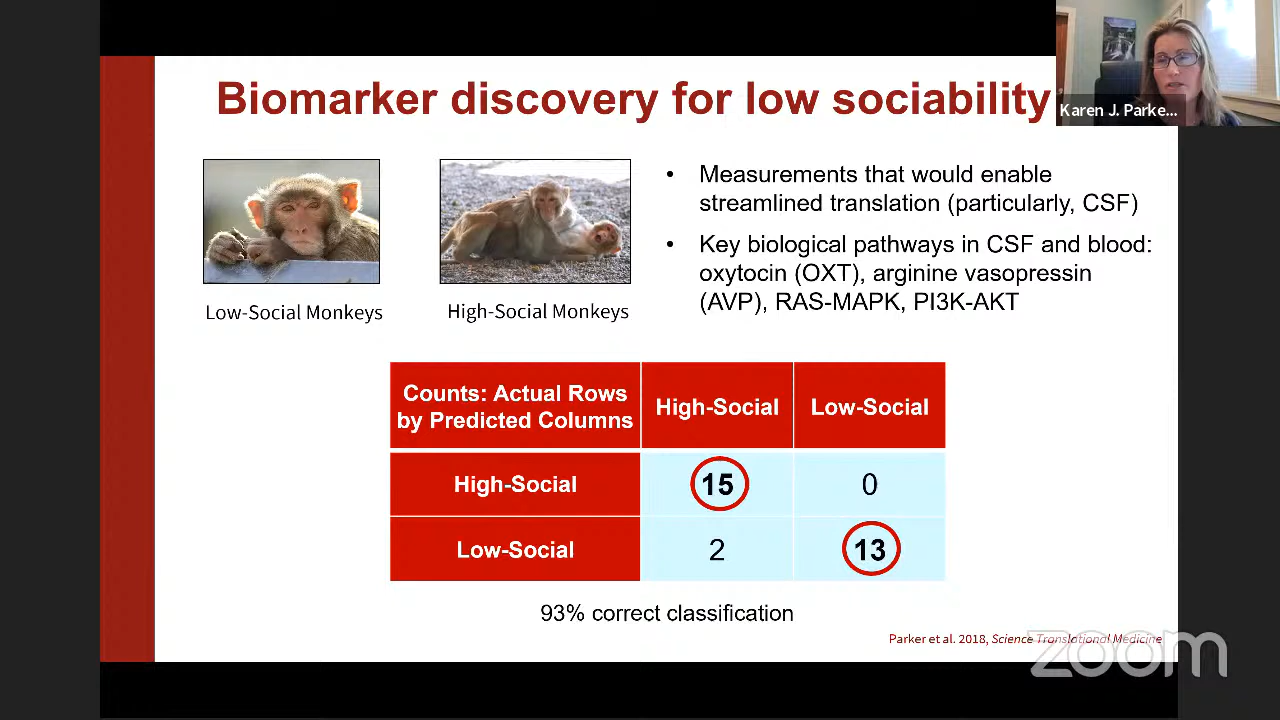 Biomarker discovery for low sociability
Karen J. Parke...
• Measurements that would enable
streamlined translation (particularly, CSF)
• Key biological pathways in CSF and blood:
oxytocin (OXT), arginine vasopressin
(AVP), RAS-MAPK, PI3K-AKT
Low-Social Monkeys
High-Social Monkeys
Counts: Actual Rows
by Predicted Columns
High-Social
Low-Social
High-Social
15
0
Low-Social
2
13
93% correct classification
Parker et al. 2018, Science Translational Medicine
zoom